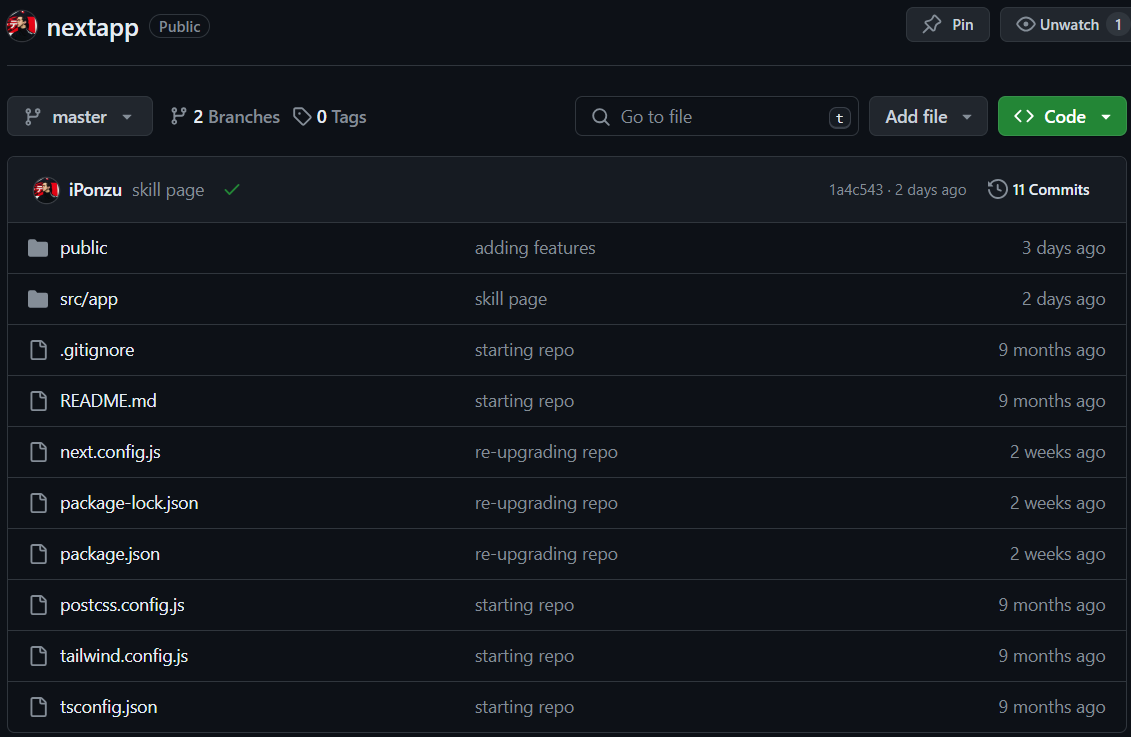 nextapp Public Pin Unwatch 1
master 2 Branches 0 Tags Go to file t Add file Code
iPonzu skill page 1a4c543 · 2 days ago 11 Commits
public adding features 3 days ago
src/app skill page 2 days ago
.gitignore starting repo 9 months ago
README.md starting repo 9 months ago
next.config.js re-upgrading repo 2 weeks ago
package-lock.json re-upgrading repo 2 weeks ago
package.json re-upgrading repo 2 weeks ago
postcss.config.js starting repo 9 months ago
tailwind.config.js starting repo 9 months ago
tsconfig.json starting repo 9 months ago